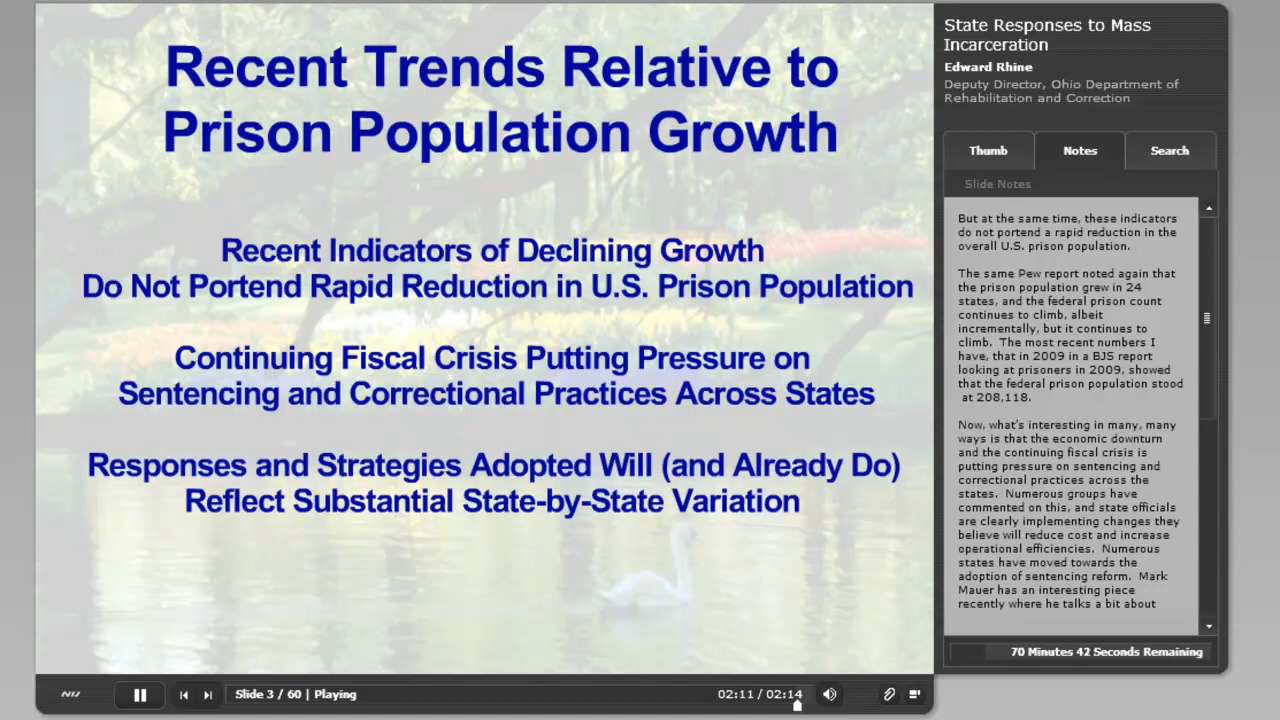 Recent Trends Relative to
Prison Population Growth
Recent Indicators of Declining Growth
Do Not Portend Rapid Reduction in U.S. Prison Population
Continuing Fiscal Crisis Putting Pressure on
Sentencing and Correctional Practices Across States
Responses and Strategies Adopted Will (and Already Do)
Reflect Substantial State-by-State Variation
State Responses to Mass
Incarceration
Edward Rhine
Deputy Director, Ohio Department of
Rehabilitation and Correction
Thumb
Notes
Search
Slide Notes
But at the same time, these indicators
do not portend a rapid reduction in the
overall U.S. prison population.
The same Pew report noted again that
the prison population grew in 24
states, and the federal prison count
continues to climb, albeit
incrementally, but it continues to
climb. The most recent numbers I
have, that in 2009 in a BJS report
looking at prisoners in 2009, showed
that the federal prison population stood
at 208,118.
Now, what's interesting in many, many
ways is that the economic downturn
and the continuing fiscal crisis is
putting pressure on sentencing and
correctional practices across the
states. Numerous groups have
commented on this, and state officials
are clearly implementing changes they
believe will reduce cost and increase
operational efficiencies. Numerous
states have moved towards the
adoption of sentencing reform. Mark
Mauer has an interesting piece
recently where he talks a bit about
70 Minutes 42 Seconds Remaining
NIJ
Slide 3 / 60 | Playing
02:11 / 02:14